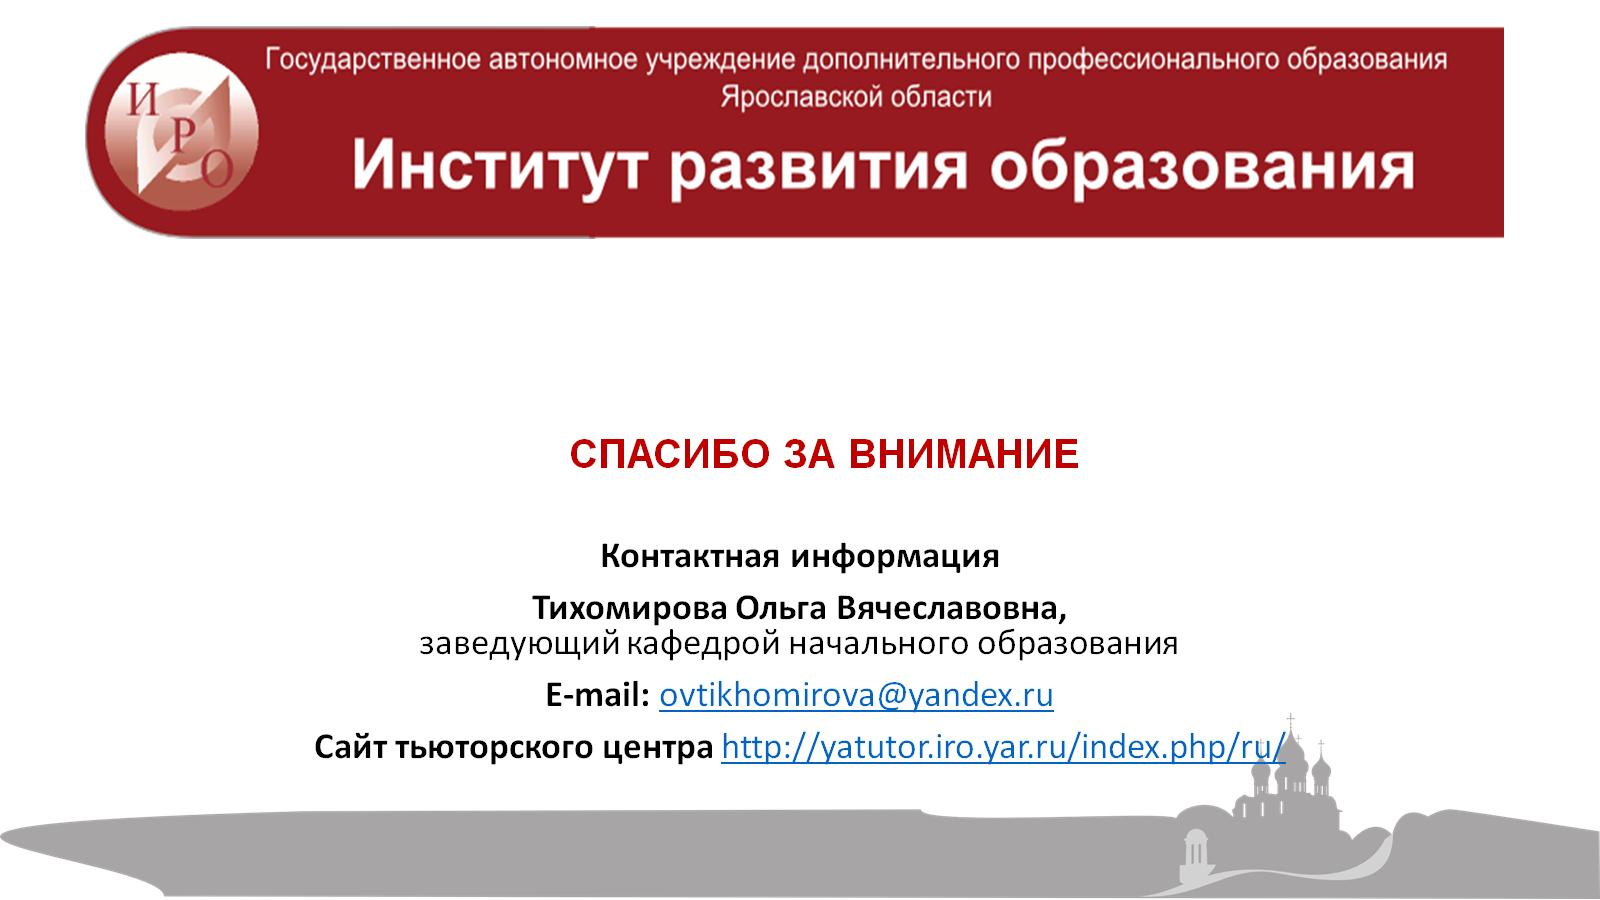 Государственное автономное учреждение дополнительного профессионального образования
Ярославской области
ИРО
Институт развития образования
СПАСИБО ЗА ВНИМАНИЕ
Контактная информация
Тихомирова Ольга Вячеславовна,
заведующий кафедрой начального образования
E-mail: ovtikhomirova@yandex.ru
Сайт тьюторского центра http://yatutor.iro.yar.ru/index.php/ru/